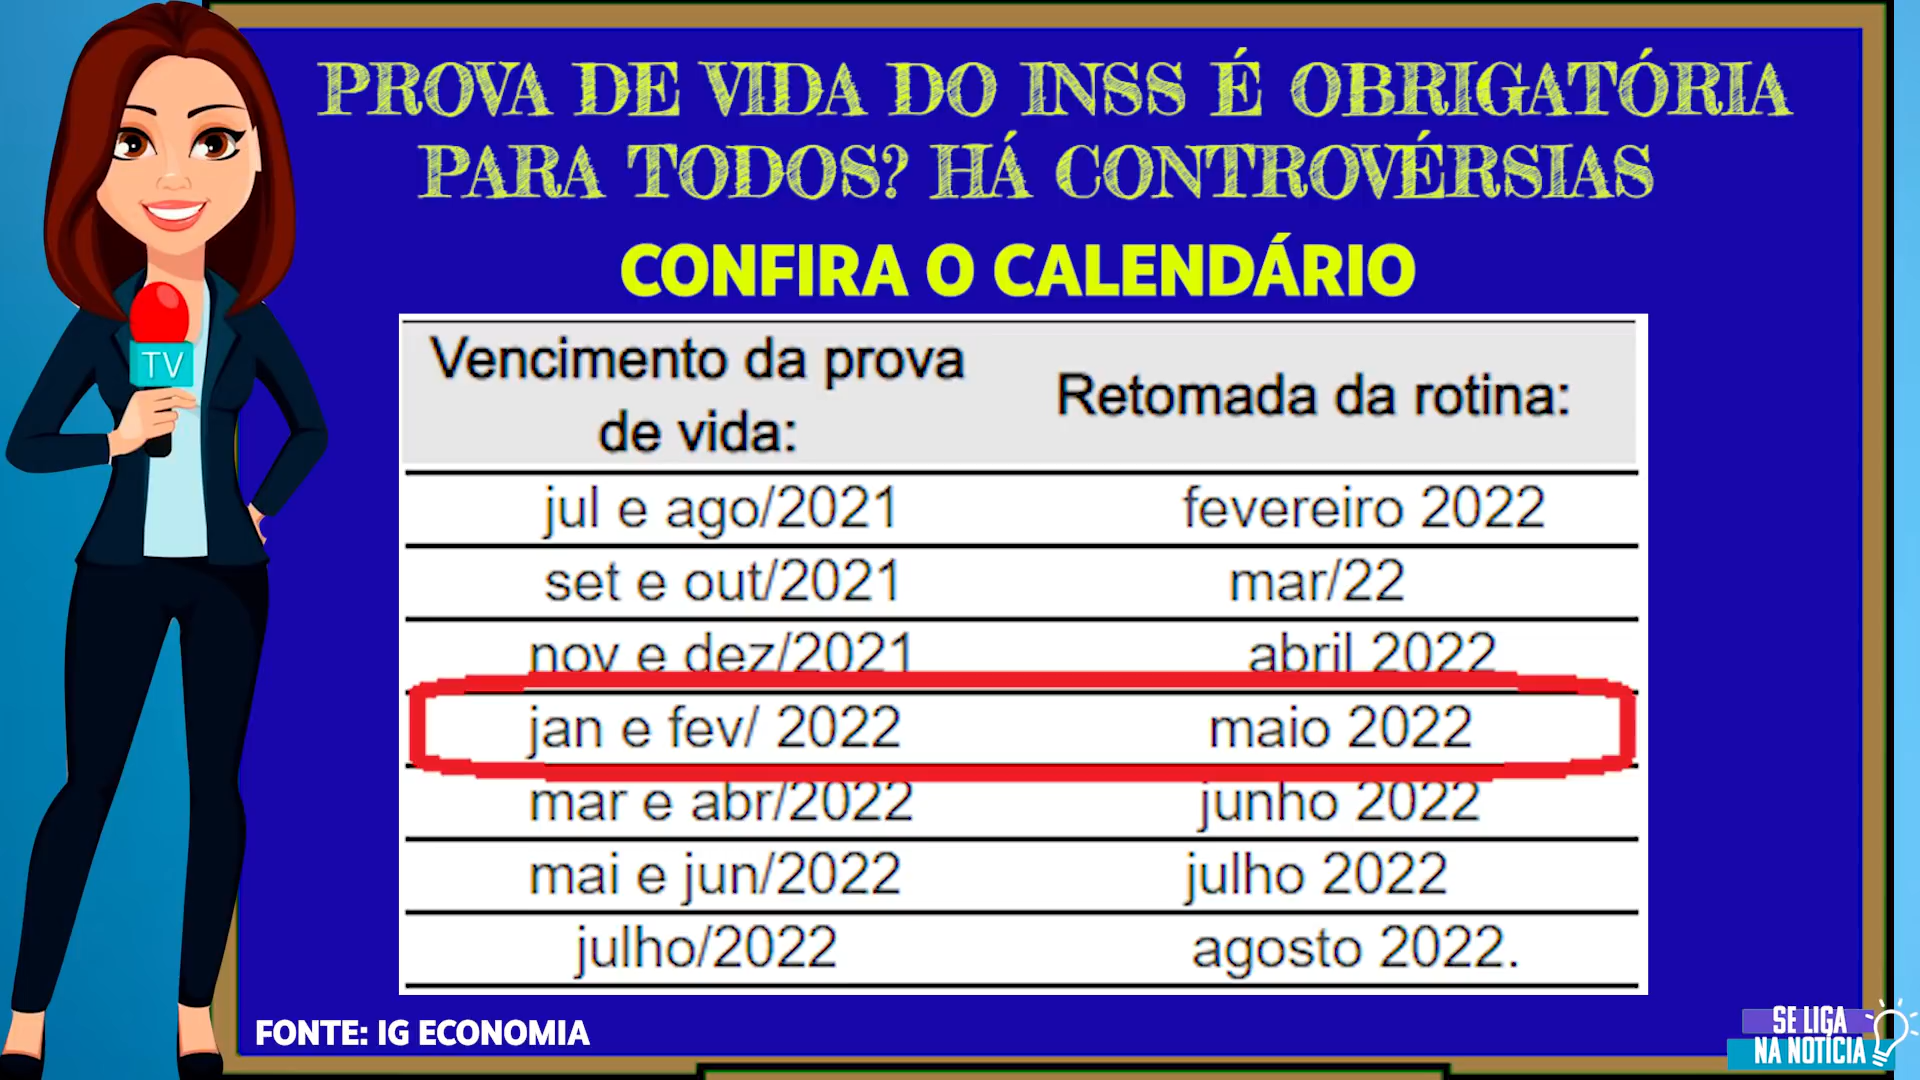 PROVA DE VIDA DO INSS É OBRIGATÓRIA
PARA TODOS? HÁ CONTROVÉRSIAS
CONFIRA O CALENDÁRIO
Vencimento da prova
de vida:
Retomada da rotina:
jul e ago/2021 fevereiro 2022
set e out/2021 mar/22
nov e dez/2021 abril 2022
jan e fev/ 2022 maio 2022
mar e abr/2022 junho 2022
mai e jun/2022 julho 2022
julho/2022 agosto 2022.
TV
FONTE: IG ECONOMIA
SE LIGA
NA NOTÍCIA